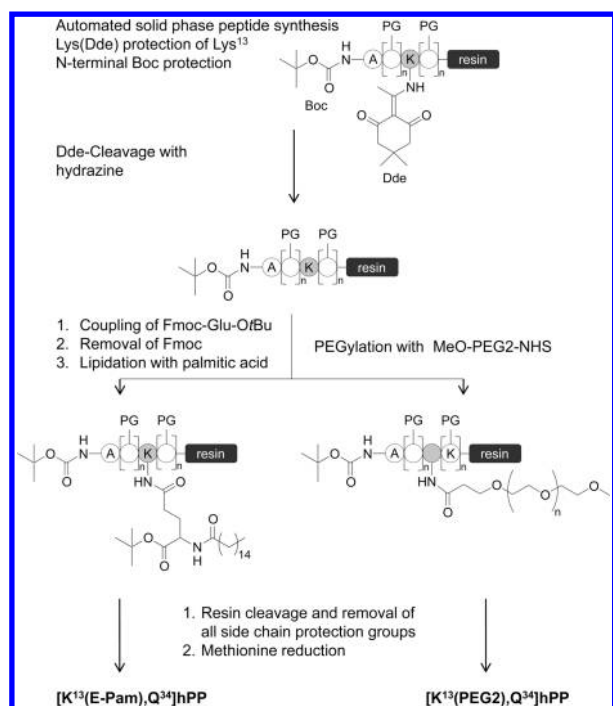 Automated solid phase peptide synthesis
Lys(Dde) protection of Lys¹³
N-terminal Boc protection
PG PG
H
N
O
O
A
n
K
n
resin
NH
Boc
O
O
Dde
Dde-Cleavage with
hydrazine
PG PG
H
N
O
O
A
n
K
n
resin
1. Coupling of Fmoc-Glu-OtBu
2. Removal of Fmoc
3. Lipidation with palmitic acid
PEGylation with MeO-PEG2-NHS
PG PG
H
N
O
O
A
n
K
n
resin
HN
O
O
O
N
H
O
14
PG PG
H
N
O
O
A
n
K
n
resin
HN
O
O
O
n
O
1. Resin cleavage and removal of
all side chain protection groups
2. Methionine reduction
[K¹³(E-Pam),Q³⁴]hPP
[K¹³(PEG2),Q³⁴]hPP